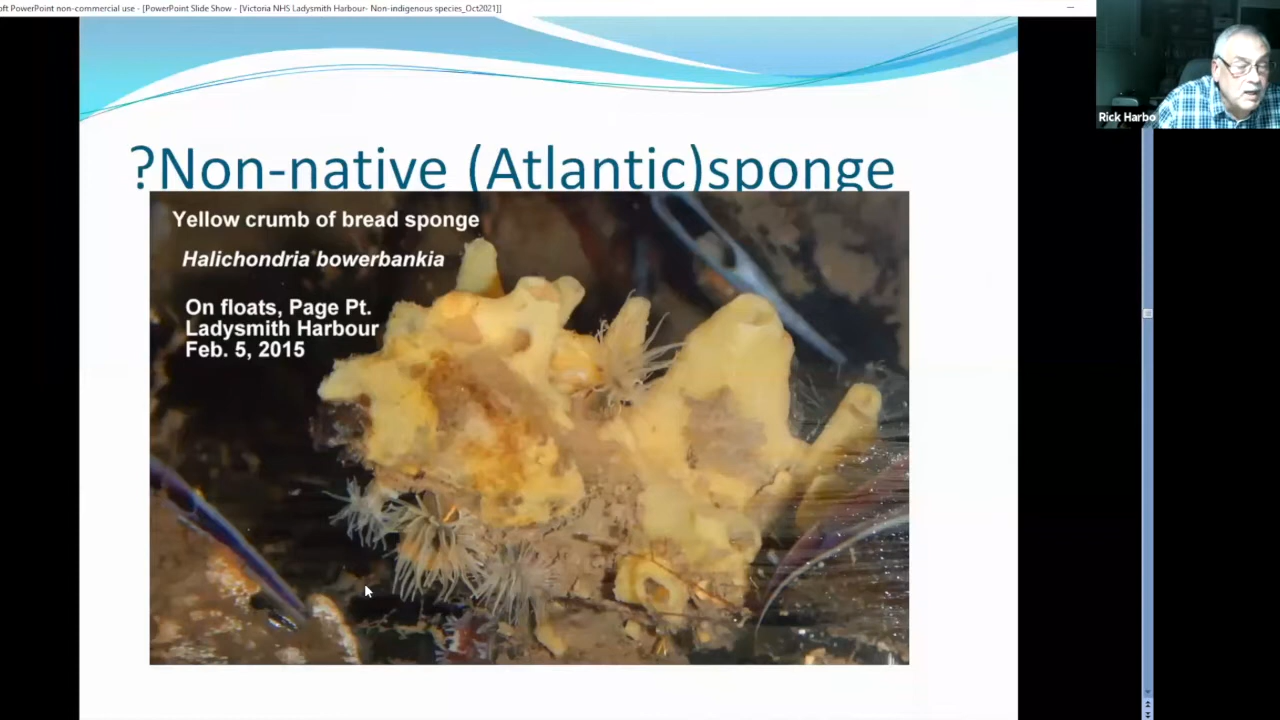 oft PowerPoint non-commercial use - [PowerPoint Slide Show - [Victoria NHS Ladysmith Harbour- Non-indigenous species_Oct2021]]
Rick Harbo
?Non-native (Atlantic)sponge
Yellow crumb of bread sponge
Halichondria bowerbankia
On floats, Page Pt.
Ladysmith Harbour
Feb. 5, 2015